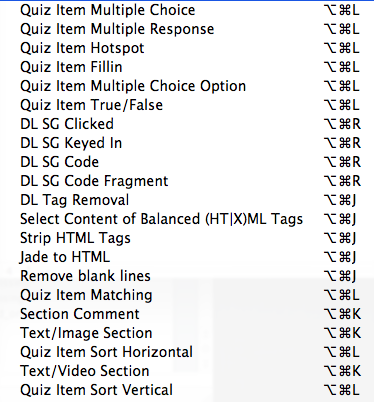 Quiz Item Multiple Choice ⌥⌘L
Quiz Item Multiple Response ⌥⌘L
Quiz Item Hotspot ⌥⌘L
Quiz Item Fillin ⌥⌘L
Quiz Item Multiple Choice Option ⌥⌘L
Quiz Item True/False ⌥⌘L
DL SG Clicked ⌥⌘R
DL SG Keyed In ⌥⌘R
DL SG Code ⌥⌘R
DL SG Code Fragment ⌥⌘R
DL Tag Removal ⌥⌘J
Select Content of Balanced (HT|X)ML Tags ⌥⌘J
Strip HTML Tags ⌥⌘J
Jade to HTML ⌥⌘J
Remove blank lines ⌥⌘J
Quiz Item Matching ⌥⌘L
Section Comment ⌥⌘K
Text/Image Section ⌥⌘K
Quiz Item Sort Horizontal ⌥⌘L
Text/Video Section ⌥⌘K
Quiz Item Sort Vertical ⌥⌘L